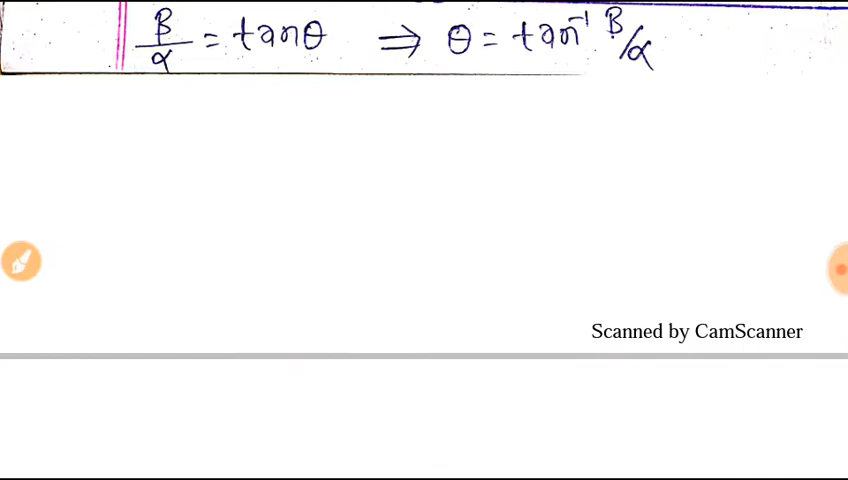 β/α = tanθ ⇒ θ = tan⁻¹ β/α
Scanned by CamScanner